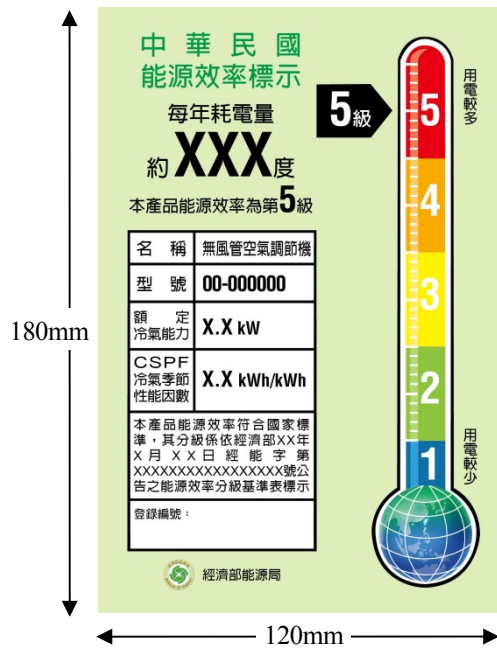 中華民國
能源效率標示
每年耗電量
約XXX度
本產品能源效率為第5級
名稱 無風管空氣調節機
型號 00-000000
額定
冷氣能力 X.X kW
CSPF
冷氣季節
性能因數 X.X kWh/kWh
本產品能源效率符合國家標
準，其分級係依經濟部XX年
X月XX日經能字第
XXXXXXXXXXXXXXXXX號公
告之能源效率分級基準表標示
登錄編號：
經濟部能源局
5級
用電較多
5
4
3
2
1
用電較少
180mm
120mm